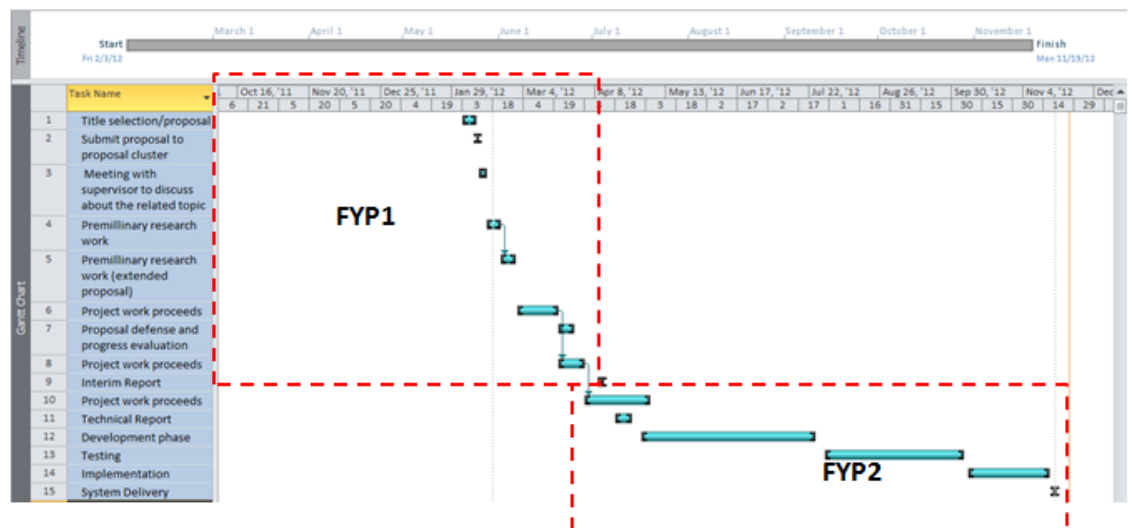 Timeline
March 1 April 1 May 1 June 1 July 1 August 1 September 1 October 1 November 1
Start
Fri 2/3/12
Finish
Mon 11/19/12
Gantt Chart
Task Name
Oct 16, '11 Nov 20, '11 Dec 25, '11 Jan 29, '12 Mar 4, '12 Apr 8, '12 May 13, '12 Jun 17, '12 Jul 22, '12 Aug 26, '12 Sep 30, '12 Nov 4, '12 Dec
6 21 5 20 5 20 4 19 3 18 4 19 3 18 3 18 2 17 2 17 1 16 31 15 30 15 30 14 29
1 Title selection/proposal
2 Submit proposal to
proposal cluster
3 Meeting with
supervisor to discuss
about the related topic
4 Premillinary research
work
5 Premillinary research
work (extended
proposal)
6 Project work proceeds
7 Proposal defense and
progress evaluation
8 Project work proceeds
9 Interim Report
10 Project work proceeds
11 Technical Report
12 Development phase
13 Testing
14 Implementation
15 System Delivery
FYP1
FYP2